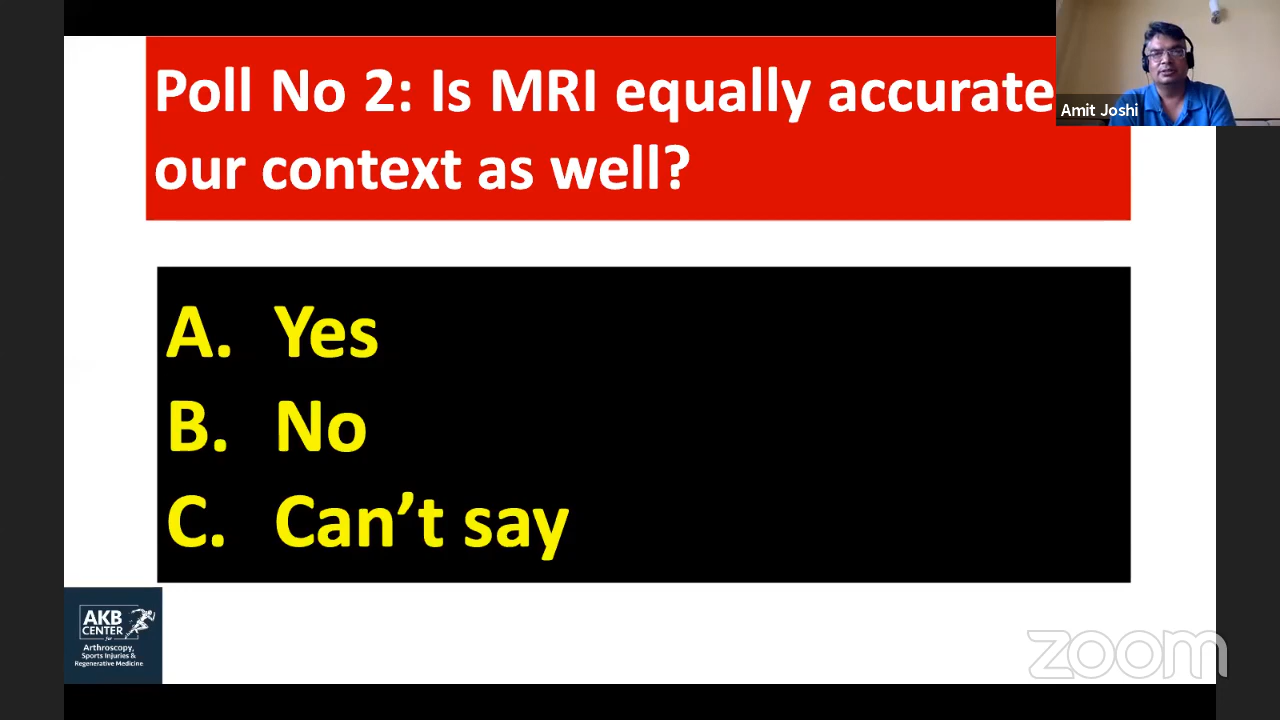 Poll No 2: Is MRI equally accurate
our context as well?
Amit Joshi
A. Yes
B. No
C. Can’t say
AKB
CENTER
for
Arthroscopy,
Sports Injuries &
Regenerative Medicine
zoom